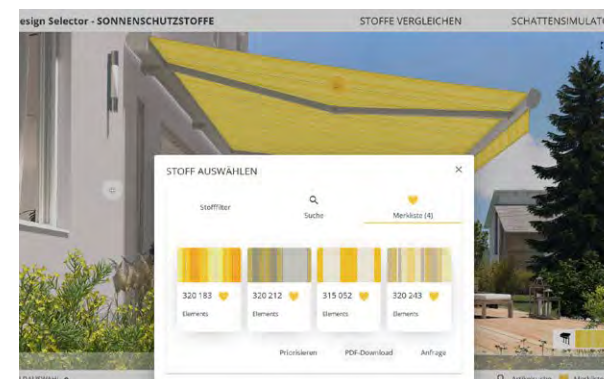 esign Selector - SONNENSCHUTZSTOFFE
STOFFE VERGLEICHEN
SCHATTENSIMULAT
STOFF AUSWÄHLEN
×
Stofffilter
Suche
Merkliste (4)
320 183
320 212
315 052
320 243
Elements
Elements
Elements
Elements
Priorisieren
PDF-Download
Anfrage